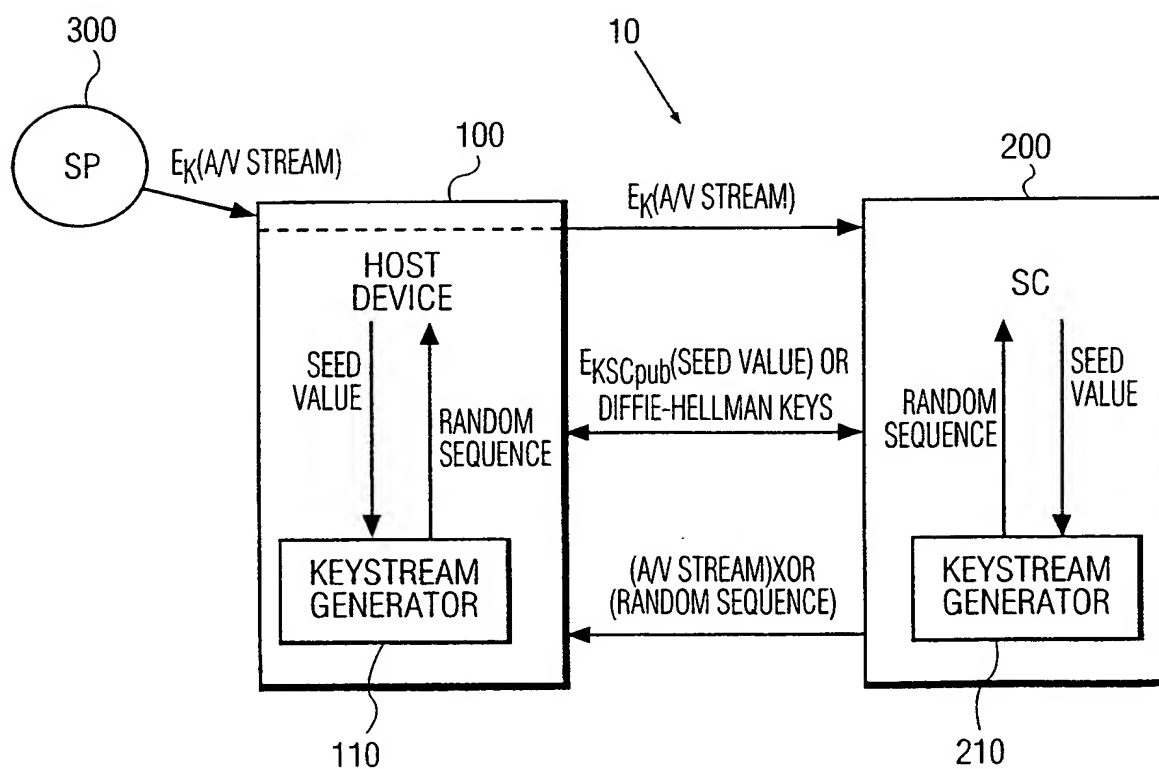 300
10
SP
EK(A/V STREAM)
100
EK(A/V STREAM)
200
HOST
DEVICE
SEED
VALUE
RANDOM
SEQUENCE
KEYSTREAM
GENERATOR
110
EKSCpub(SEED VALUE) OR
DIFFIE-HELLMAN KEYS
(A/V STREAM)XOR
(RANDOM SEQUENCE)
SC
RANDOM
SEQUENCE
SEED
VALUE
KEYSTREAM
GENERATOR
210